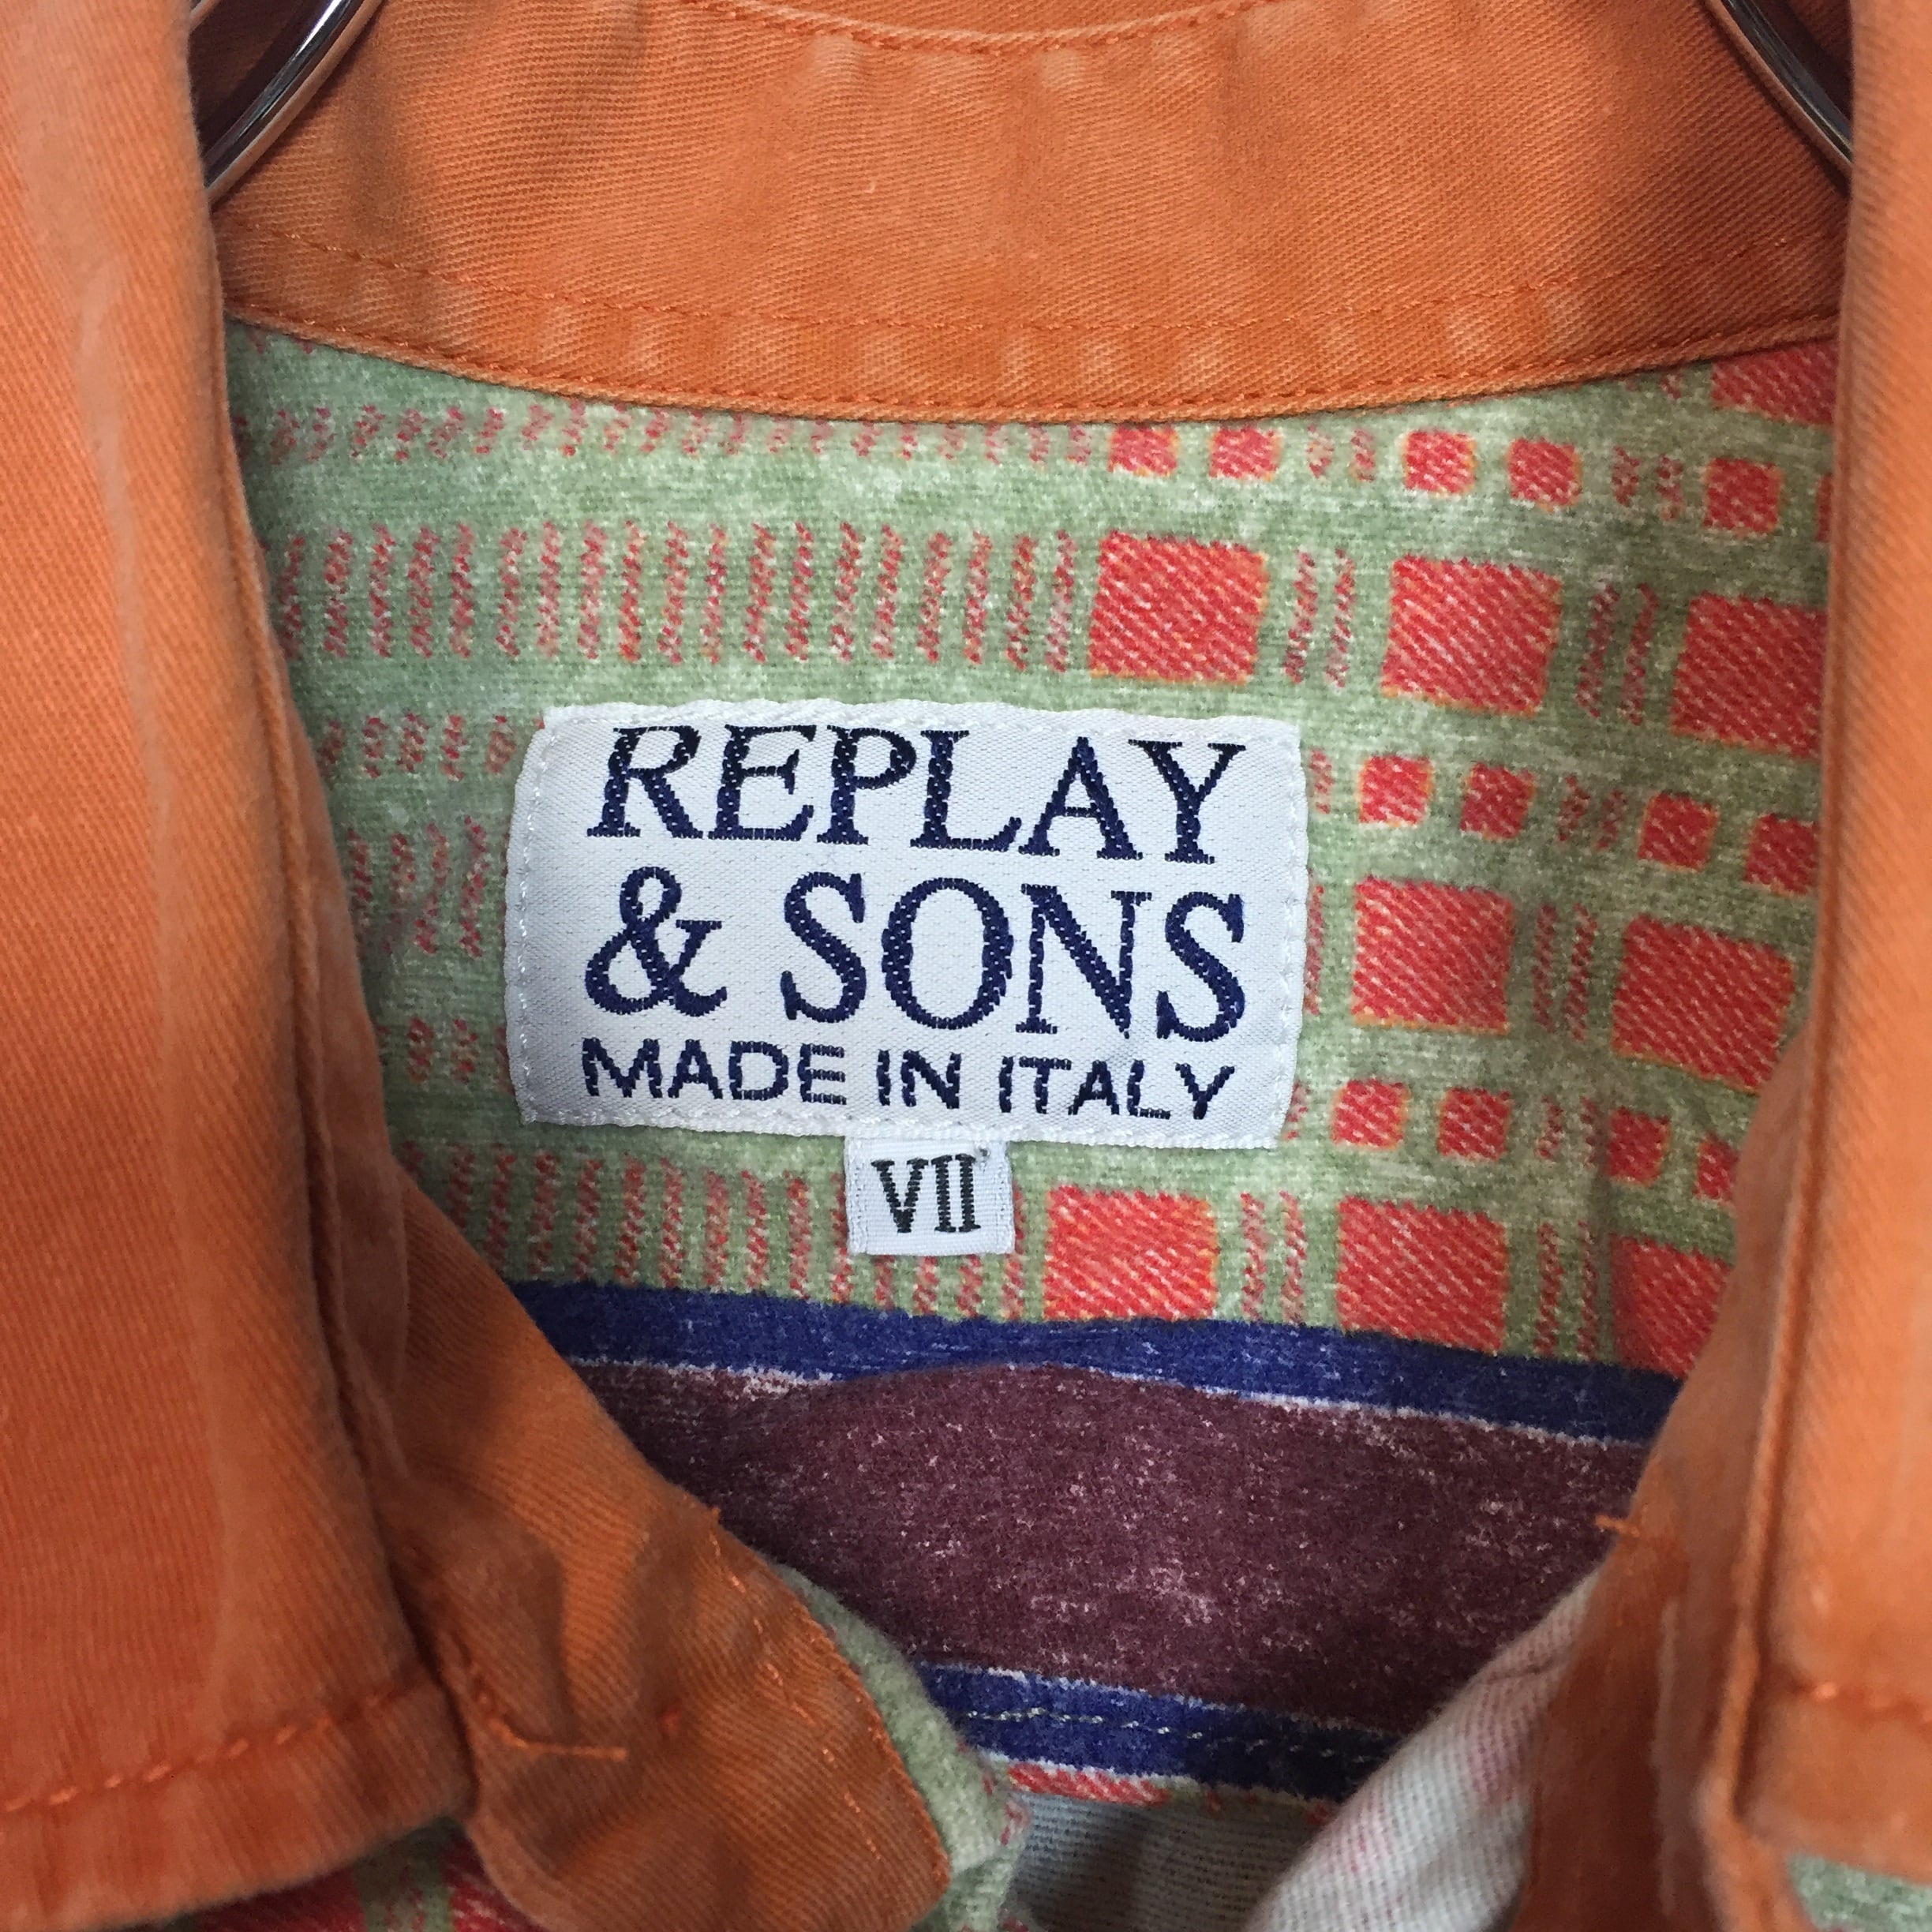 REPLAY
& SONS
MADE IN ITALY
VII